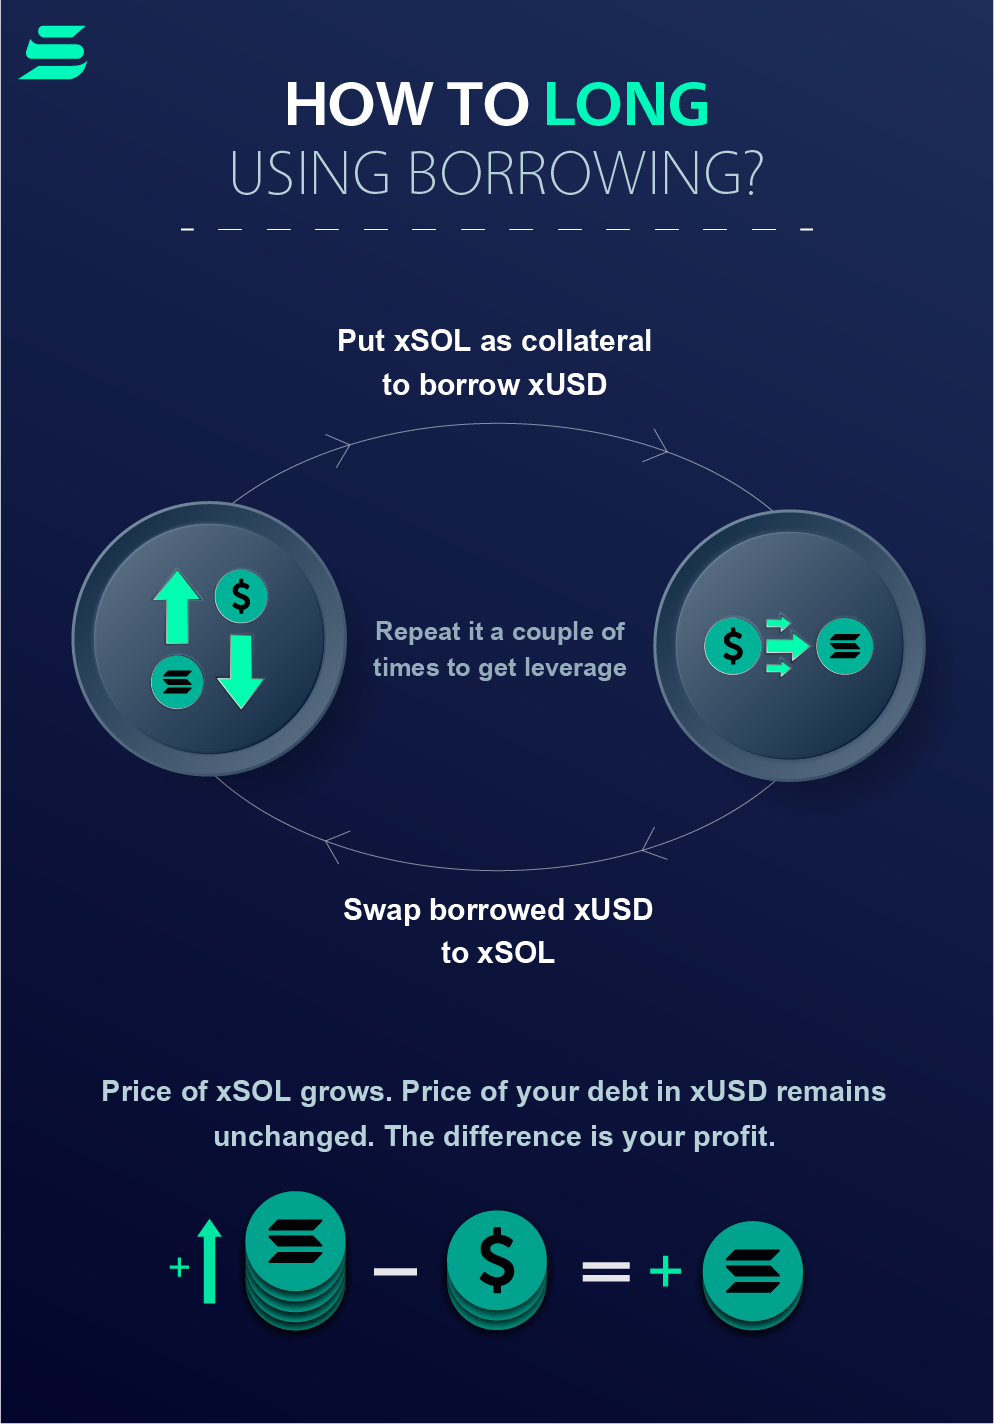 HOW TO LONG
USING BORROWING?
Put xSOL as collateral
to borrow xUSD
$
$
Repeat it a couple of
times to get leverage
Swap borrowed xUSD
to xSOL
Price of xSOL grows. Price of your debt in xUSD remains
unchanged. The difference is your profit.
+ − $ = +